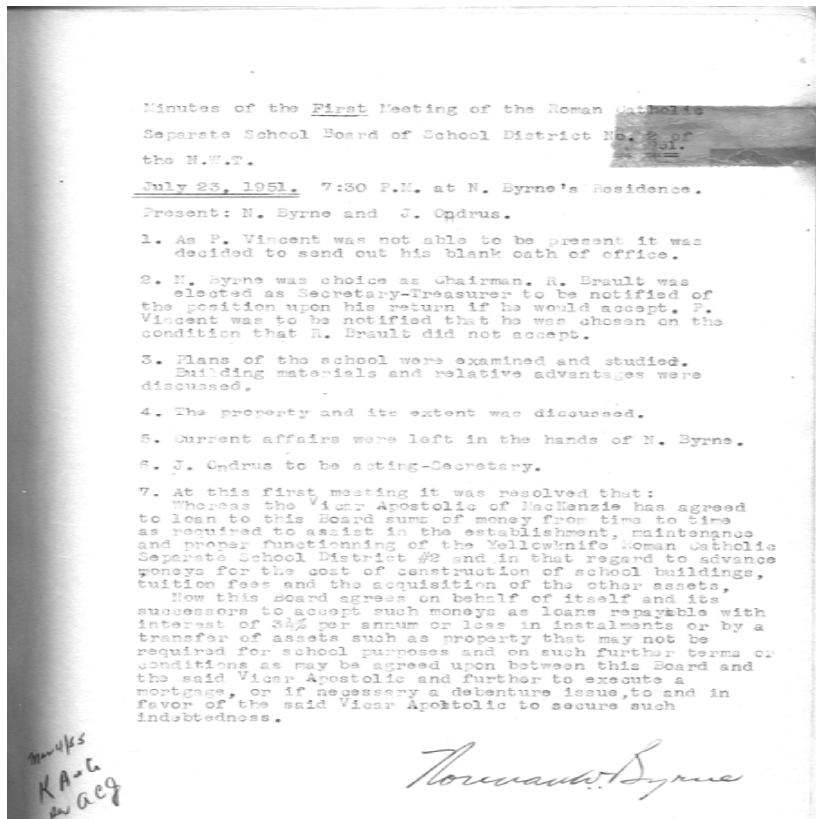 Minutes of the First Meeting of the Roman Catholic
Separate School Board of School District No. 2 of
the N.W.T.
July 23, 1951. 7:30 P.M. at N. Byrne's Residence.
Present: N. Byrne and J. Ondrus.
1. As P. Vincent was not able to be present it was
decided to send out his blank oath of office.
2. N. Byrne was choice as Chairman. R. Brault was
elected as Secretary-Treasurer to be notified of
the position upon his return if he would accept. P.
Vincent was to be notified that he was chosen on the
condition that R. Brault did not accept.
3. Plans of the school were examined and studied.
Building materials and relative advantages were
discussed.
4. The property and its extent was discussed.
5. Current affairs were left in the hands of N. Byrne.
6. J. Ondrus to be acting-Secretary.
7. At this first meeting it was resolved that:
Whereas the Vicar Apostolic of MacKenzie has agreed
to loan to this Board sums of money from time to time
as required to assist in the establishment, maintenance
and proper functionning of the Yellowknife Roman Catholic
Separate School District #2 and in that regard to advance
moneys for the cost of construction of school buildings,
tuition fees and the acquisition of the other assets,
Now this Board agrees on behalf of itself and its
successors to accept such moneys as loans repayable with
interest of 3½% per annum or less in instalments or by a
transfer of assets such as property that may not be
required for school purposes and on such further terms or
conditions as may be agreed upon between this Board and
the said Vicar Apostolic and further to execute a
mortgage, or if necessary a debenture issue, to and in
favor of the said Vicar Apostolic to secure such
indebtedness.
Norman W. Byrne